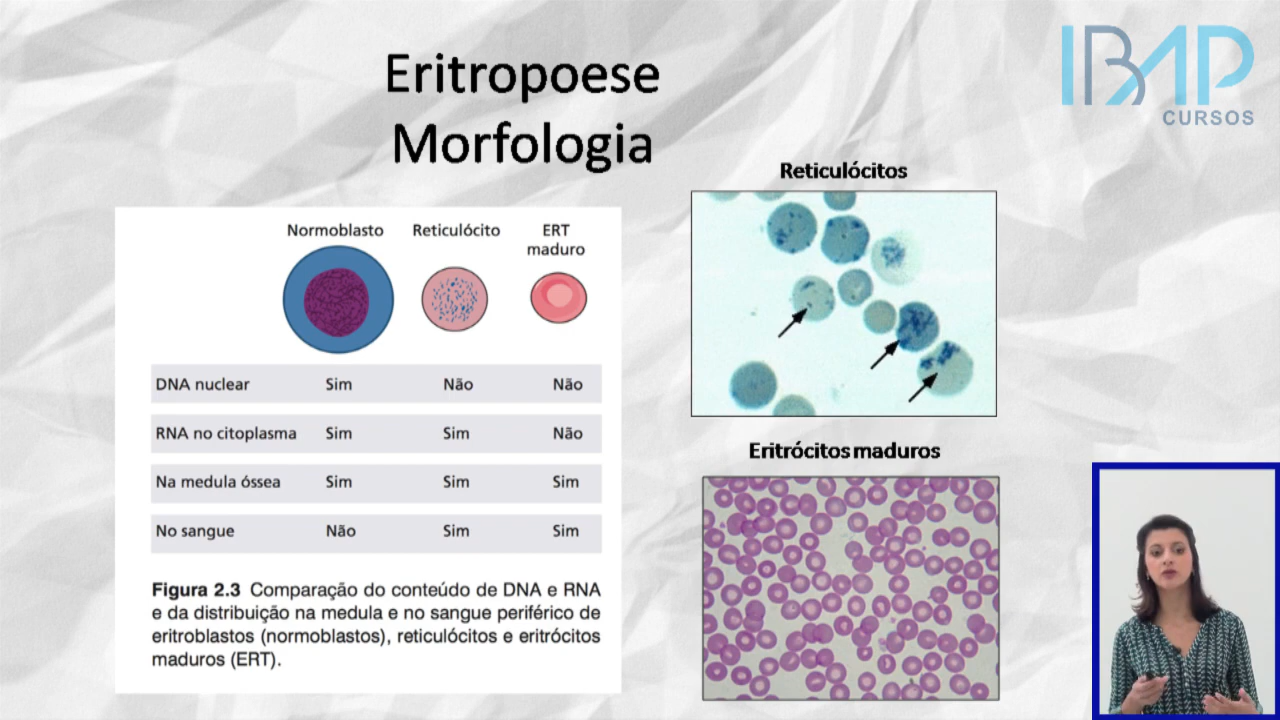 Eritropoese
Morfologia
IBAP
CURSOS
Normoblasto
Reticulócito
ERT
maduro
DNA nuclear Sim Não Não
RNA no citoplasma Sim Sim Não
Na medula óssea Sim Sim Sim
No sangue Não Sim Sim
Figura 2.3 Comparação do conteúdo de DNA e RNA
e da distribuição na medula e no sangue periférico de
eritroblastos (normoblastos), reticulócitos e eritrócitos
maduros (ERT).
Reticulócitos
Eritrócitos maduros